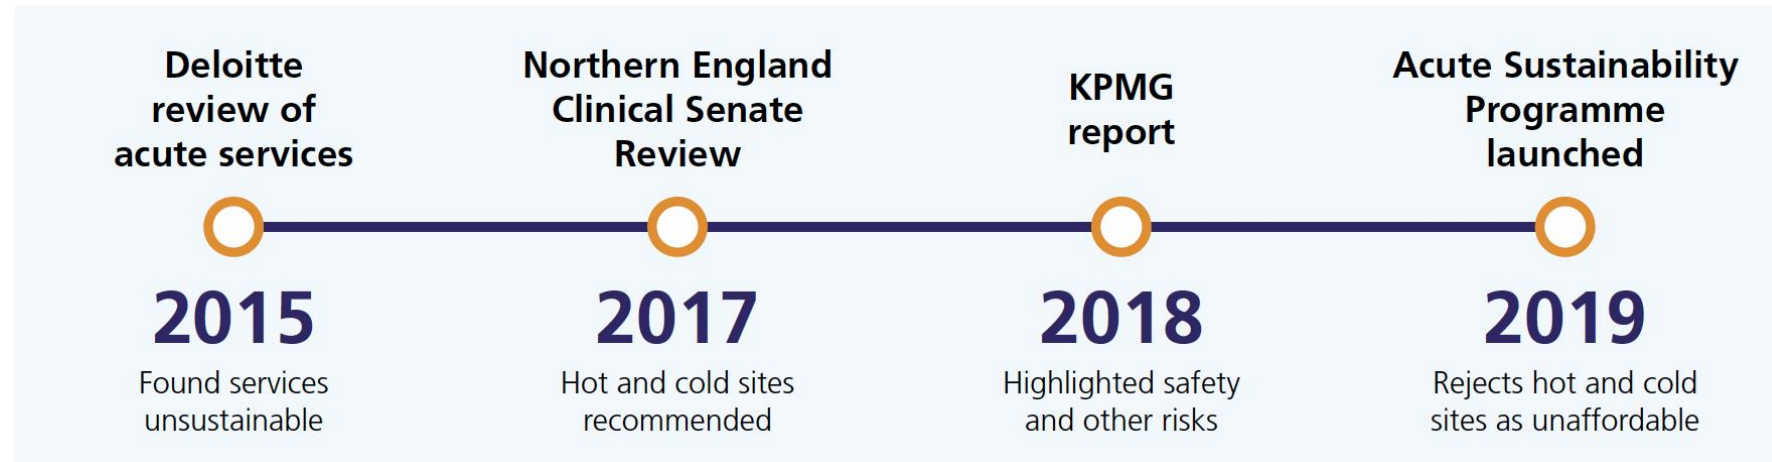 Deloitte
review of
acute services
2015
Found services
unsustainable
Northern England
Clinical Senate
Review
2017
Hot and cold sites
recommended
KPMG
report
2018
Highlighted safety
and other risks
Acute Sustainability
Programme
launched
2019
Rejects hot and cold
sites as unaffordable